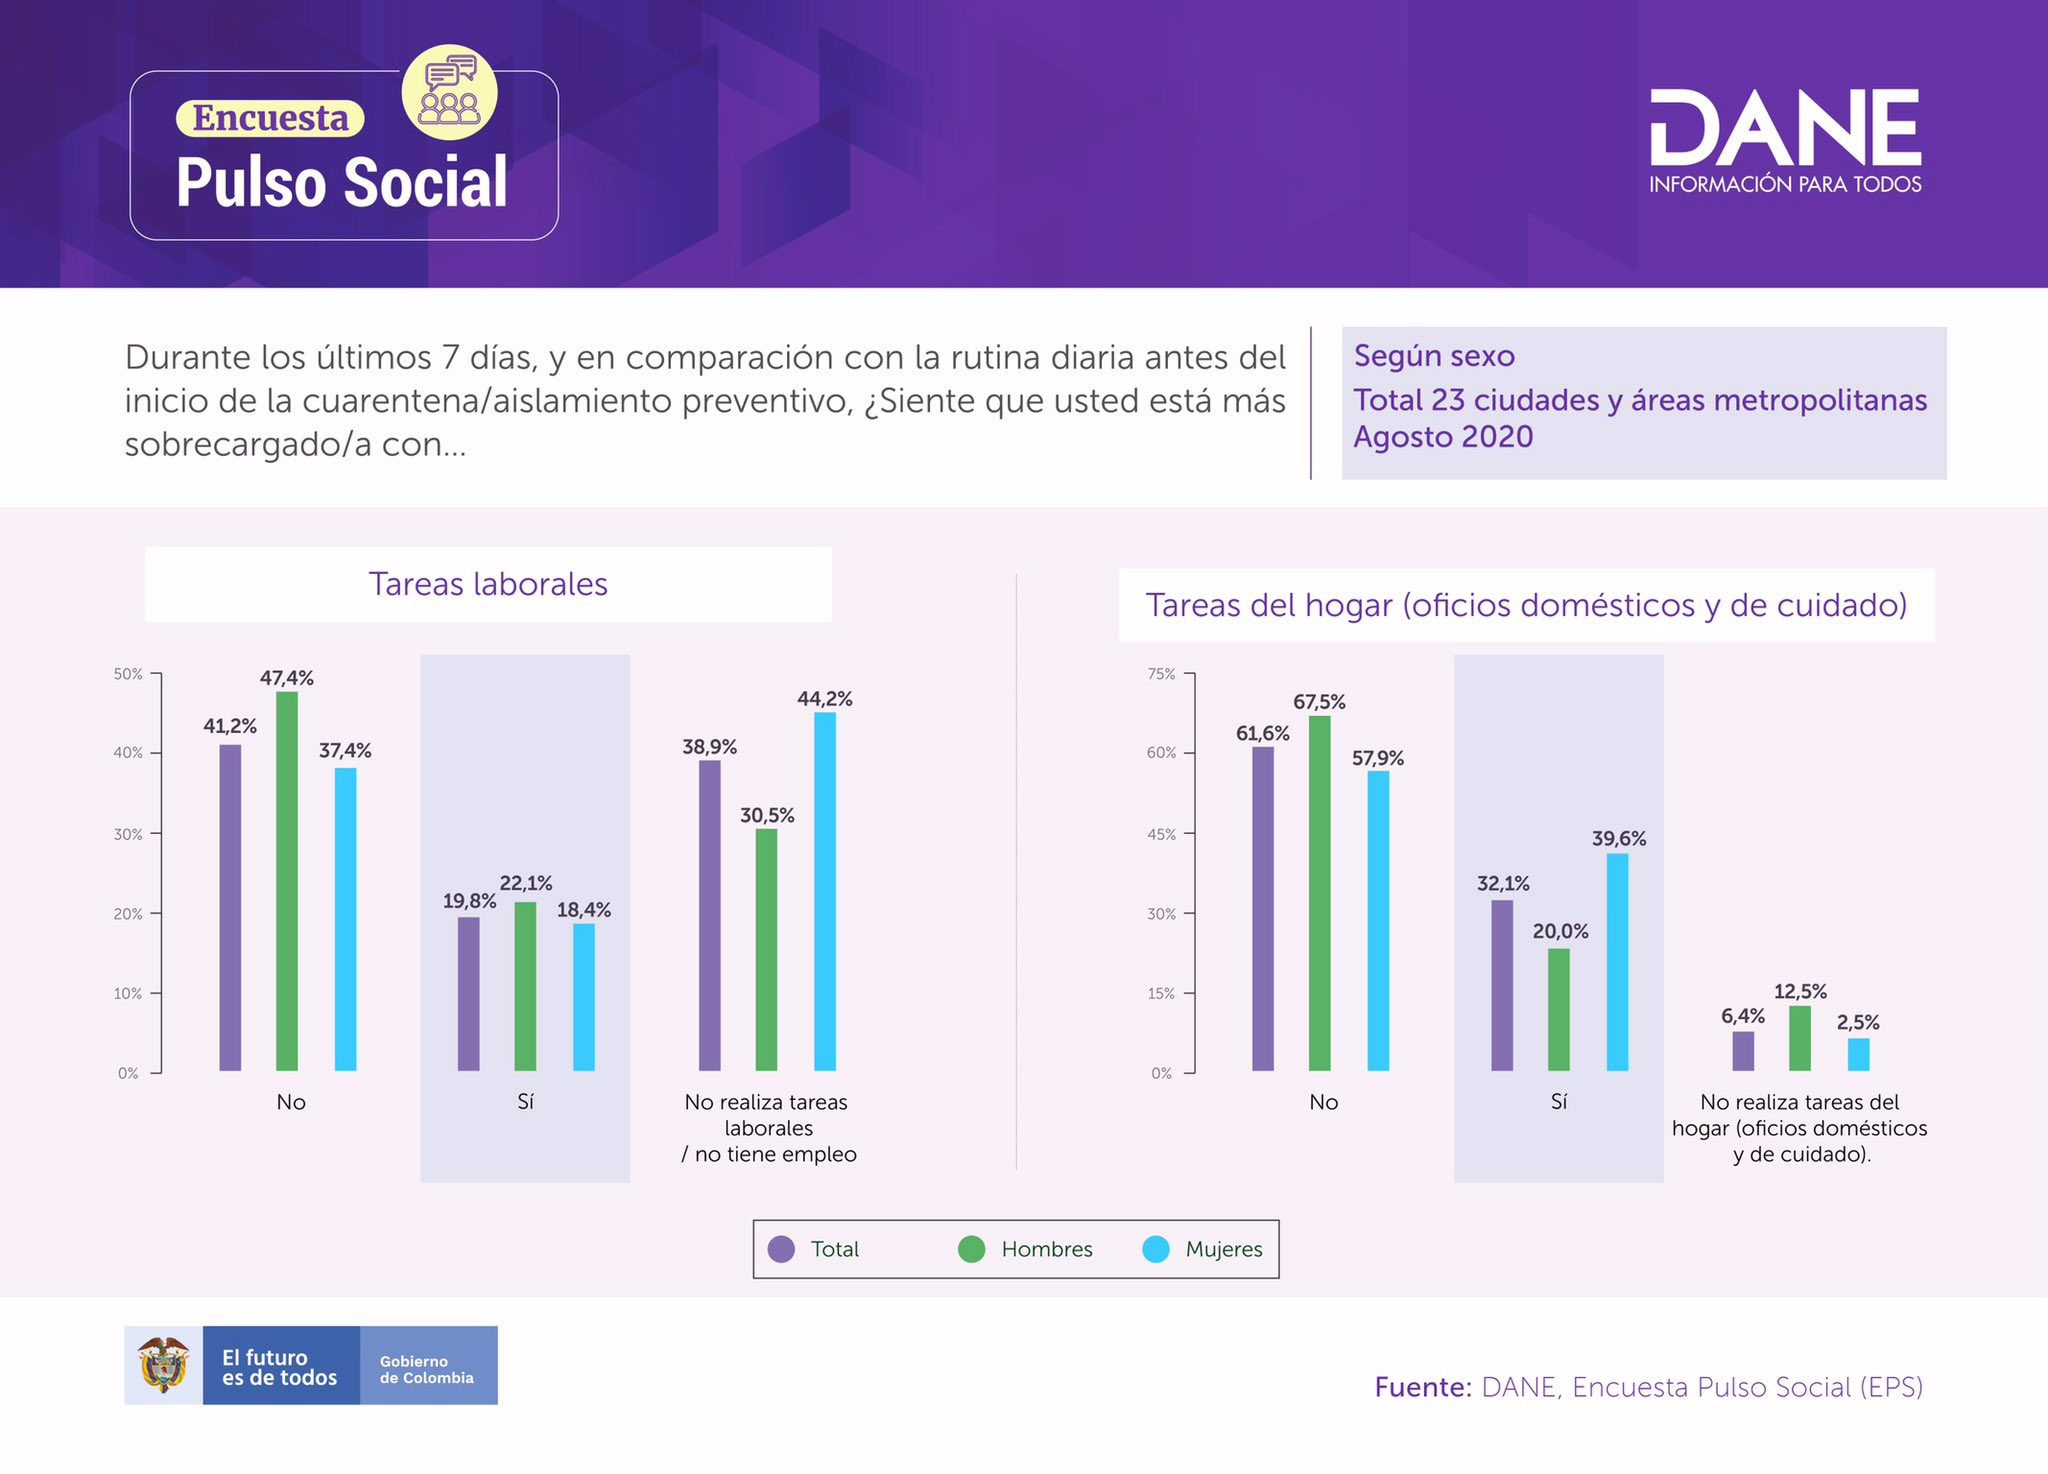 Encuesta
Pulso Social
DANE
INFORMACIÓN PARA TODOS
Durante los últimos 7 días, y en comparación con la rutina diaria antes del
inicio de la cuarentena/aislamiento preventivo, ¿Siente que usted está más
sobrecargado/a con...
Según sexo
Total 23 ciudades y áreas metropolitanas
Agosto 2020
Tareas laborales
50%
40%
30%
20%
10%
0%
41,2%
47,4%
37,4%
19,8%
22,1%
18,4%
38,9%
30,5%
44,2%
No
Sí
No realiza tareas
laborales
/ no tiene empleo
Tareas del hogar (oficios domésticos y de cuidado)
75%
60%
45%
30%
15%
0%
61,6%
67,5%
57,9%
32,1%
20,0%
39,6%
6,4%
12,5%
2,5%
No
Sí
No realiza tareas del
hogar (oficios domésticos
y de cuidado).
Total
Hombres
Mujeres
El futuro
es de todos
Gobierno
de Colombia
Fuente: DANE, Encuesta Pulso Social (EPS)